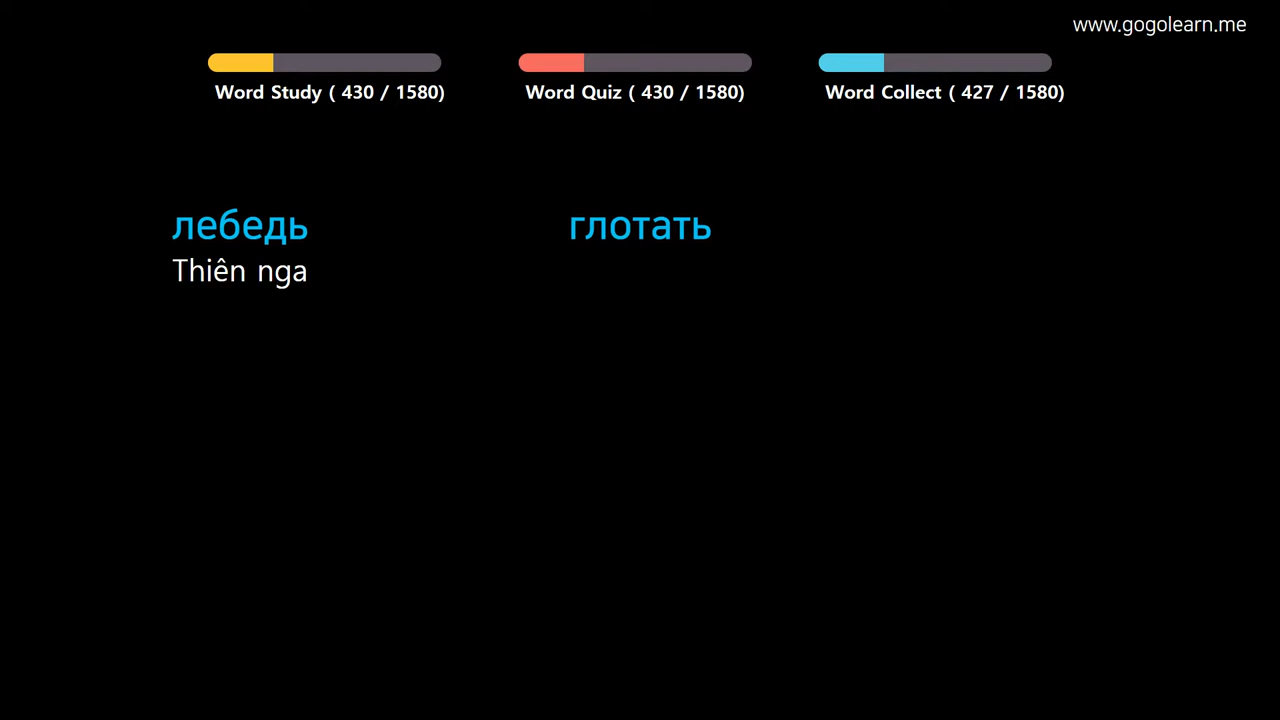 www.gogolearn.me
Word Study ( 430 / 1580)
Word Quiz ( 430 / 1580)
Word Collect ( 427 / 1580)
лебедь
Thiên nga
глотать